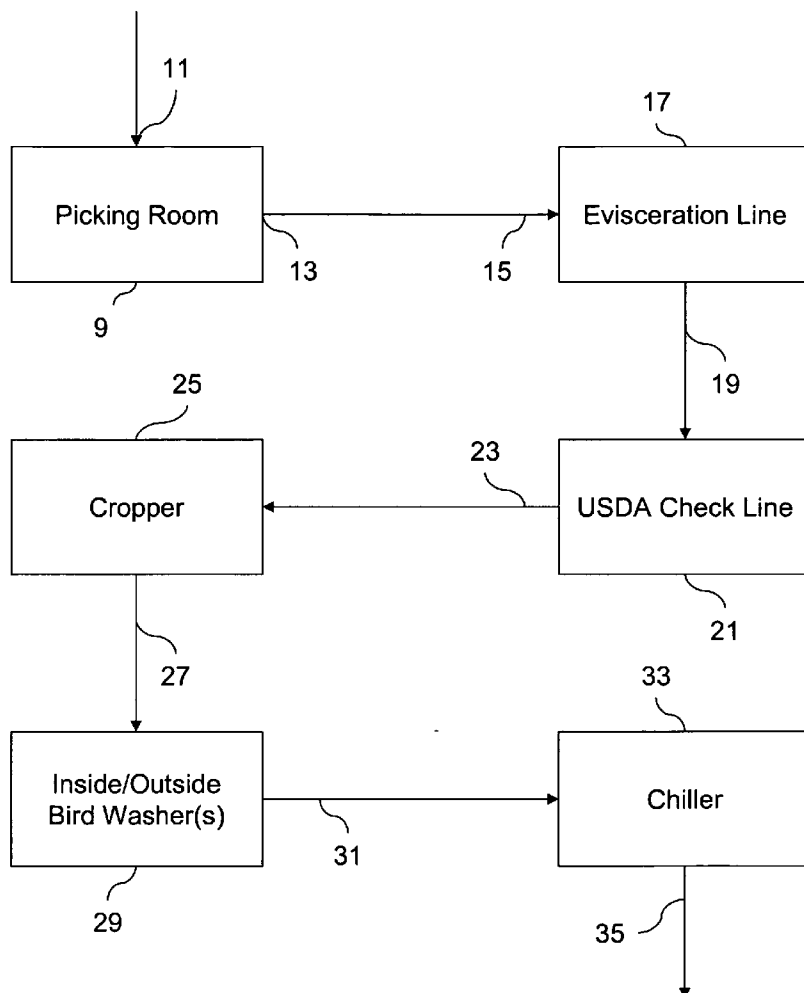 11
17
Picking Room
Evisceration Line
13
15
9
19
25
23
Cropper
USDA Check Line
21
27
33
Inside/Outside
Bird Washer(s)
Chiller
31
29
35